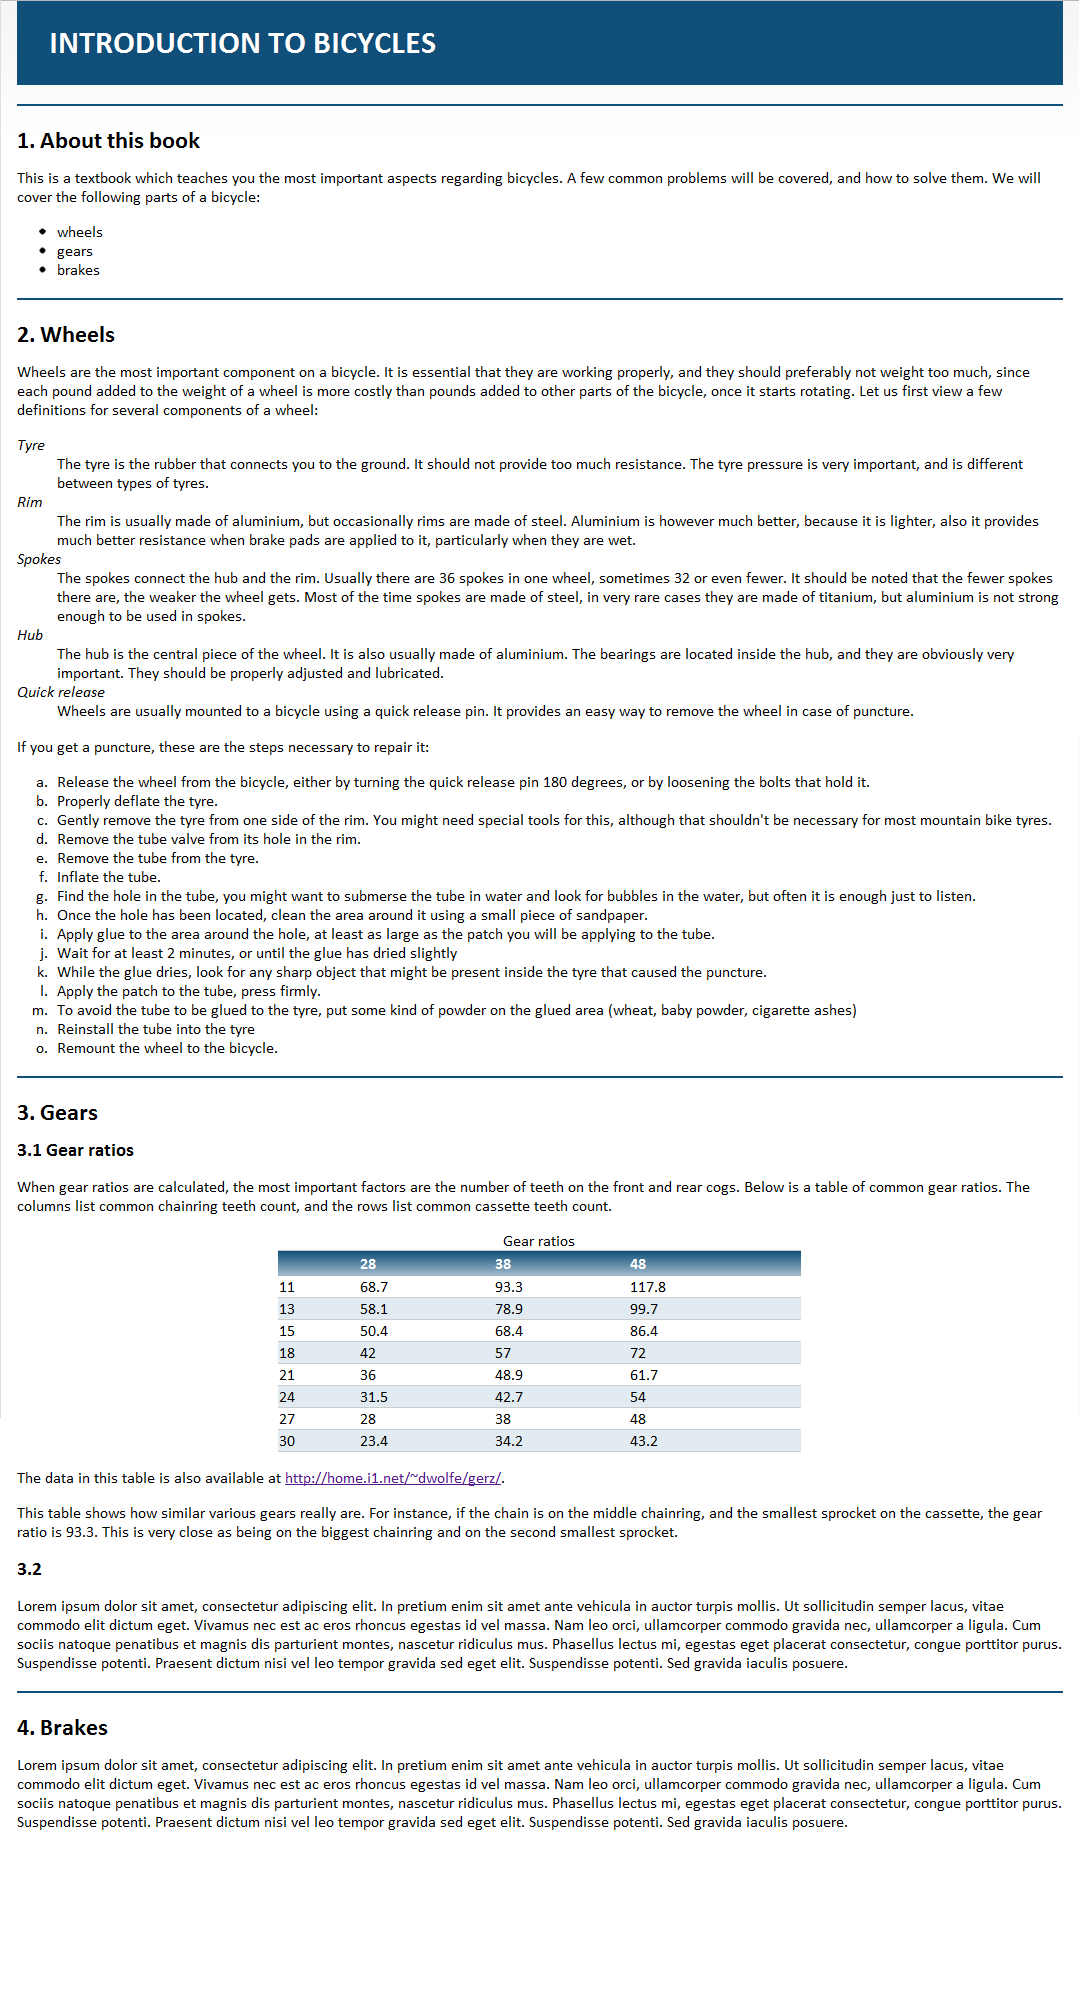 INTRODUCTION TO BICYCLES
1. About this book
This is a textbook which teaches you the most important aspects regarding bicycles. A few common problems will be covered, and how to solve them. We will
cover the following parts of a bicycle:
• wheels
• gears
• brakes
2. Wheels
Wheels are the most important component on a bicycle. It is essential that they are working properly, and they should preferably not weight too much, since
each pound added to the weight of a wheel is more costly than pounds added to other parts of the bicycle, once it starts rotating. Let us first view a few
definitions for several components of a wheel:
Tyre
The tyre is the rubber that connects you to the ground. It should not provide too much resistance. The tyre pressure is very important, and is different
between types of tyres.
Rim
The rim is usually made of aluminium, but occasionally rims are made of steel. Aluminium is however much better, because it is lighter, also it provides
much better resistance when brake pads are applied to it, particularly when they are wet.
Spokes
The spokes connect the hub and the rim. Usually there are 36 spokes in one wheel, sometimes 32 or even fewer. It should be noted that the fewer spokes
there are, the weaker the wheel gets. Most of the time spokes are made of steel, in very rare cases they are made of titanium, but aluminium is not strong
enough to be used in spokes.
Hub
The hub is the central piece of the wheel. It is also usually made of aluminium. The bearings are located inside the hub, and they are obviously very
important. They should be properly adjusted and lubricated.
Quick release
Wheels are usually mounted to a bicycle using a quick release pin. It provides an easy way to remove the wheel in case of puncture.
If you get a puncture, these are the steps necessary to repair it:
a. Release the wheel from the bicycle, either by turning the quick release pin 180 degrees, or by loosening the bolts that hold it.
b. Properly deflate the tyre.
c. Gently remove the tyre from one side of the rim. You might need special tools for this, although that shouldn't be necessary for most mountain bike tyres.
d. Remove the tube valve from its hole in the rim.
e. Remove the tube from the tyre.
f. Inflate the tube.
g. Find the hole in the tube, you might want to submerse the tube in water and look for bubbles in the water, but often it is enough just to listen.
h. Once the hole has been located, clean the area around it using a small piece of sandpaper.
i. Apply glue to the area around the hole, at least as large as the patch you will be applying to the tube.
j. Wait for at least 2 minutes, or until the glue has dried slightly
k. While the glue dries, look for any sharp object that might be present inside the tyre that caused the puncture.
l. Apply the patch to the tube, press firmly.
m. To avoid the tube to be glued to the tyre, put some kind of powder on the glued area (wheat, baby powder, cigarette ashes)
n. Reinstall the tube into the tyre
o. Remount the wheel to the bicycle.
3. Gears
3.1 Gear ratios
When gear ratios are calculated, the most important factors are the number of teeth on the front and rear cogs. Below is a table of common gear ratios. The
columns list common chainring teeth count, and the rows list common cassette teeth count.
Gear ratios
28 38 48
11 68.7 93.3 117.8
13 58.1 78.9 99.7
15 50.4 68.4 86.4
18 42 57 72
21 36 48.9 61.7
24 31.5 42.7 54
27 28 38 48
30 23.4 34.2 43.2
The data in this table is also available at http://home.i1.net/~dwolfe/gerz/.
This table shows how similar various gears really are. For instance, if the chain is on the middle chainring, and the smallest sprocket on the cassette, the gear
ratio is 93.3. This is very close as being on the biggest chainring and on the second smallest sprocket.
3.2
Lorem ipsum dolor sit amet, consectetur adipiscing elit. In pretium enim sit amet ante vehicula in auctor turpis mollis. Ut sollicitudin semper lacus, vitae
commodo elit dictum eget. Vivamus nec est ac eros rhoncus egestas id vel massa. Nam leo orci, ullamcorper commodo gravida nec, ullamcorper a ligula. Cum
sociis natoque penatibus et magnis dis parturient montes, nascetur ridiculus mus. Phasellus lectus mi, egestas eget placerat consectetur, congue porttitor purus.
Suspendisse potenti. Praesent dictum nisi vel leo tempor gravida sed eget elit. Suspendisse potenti. Sed gravida iaculis posuere.
4. Brakes
Lorem ipsum dolor sit amet, consectetur adipiscing elit. In pretium enim sit amet ante vehicula in auctor turpis mollis. Ut sollicitudin semper lacus, vitae
commodo elit dictum eget. Vivamus nec est ac eros rhoncus egestas id vel massa. Nam leo orci, ullamcorper commodo gravida nec, ullamcorper a ligula. Cum
sociis natoque penatibus et magnis dis parturient montes, nascetur ridiculus mus. Phasellus lectus mi, egestas eget placerat consectetur, congue porttitor purus.
Suspendisse potenti. Praesent dictum nisi vel leo tempor gravida sed eget elit. Suspendisse potenti. Sed gravida iaculis posuere.